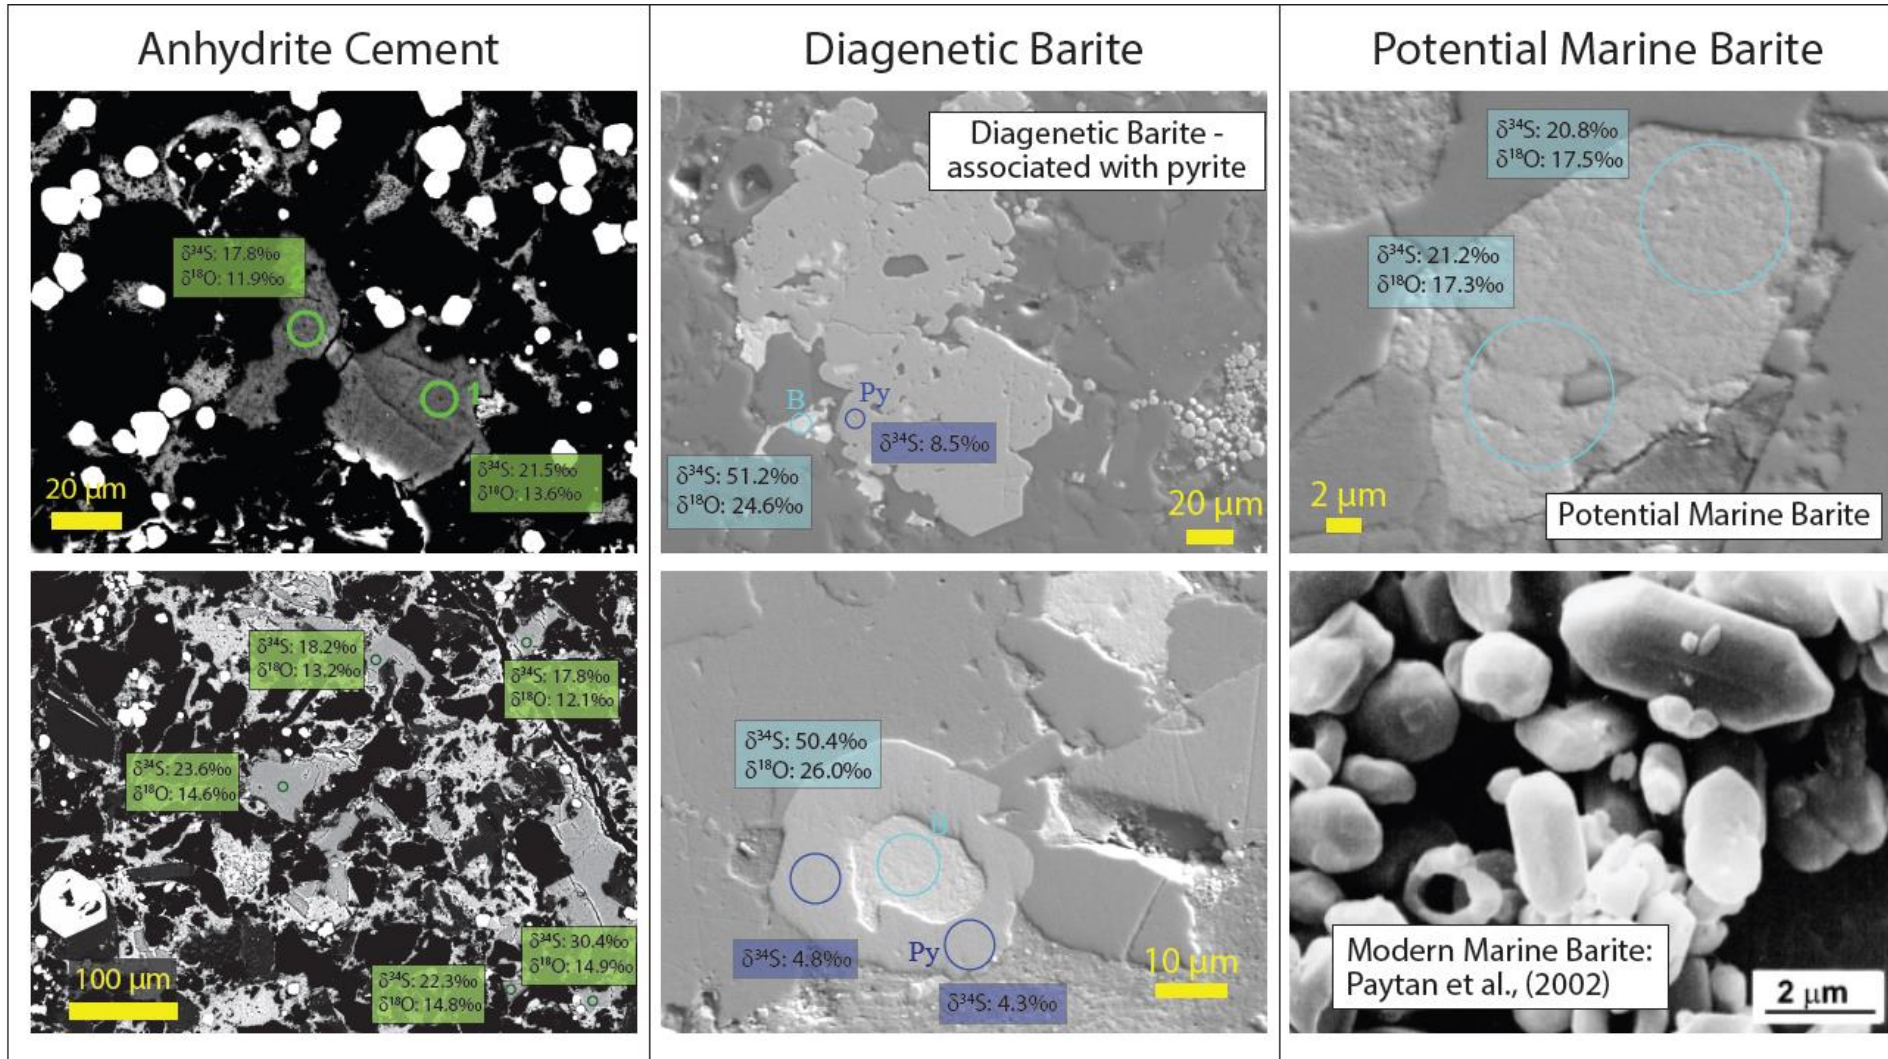 Anhydrite Cement
δ³⁴S: 17.8‰
δ¹⁸O: 11.9‰
1
δ³⁴S: 21.5‰
δ¹⁸O: 13.6‰
20 μm
δ³⁴S: 18.2‰
δ¹⁸O: 13.2‰
δ³⁴S: 17.8‰
δ¹⁸O: 12.1‰
δ³⁴S: 23.6‰
δ¹⁸O: 14.6‰
δ³⁴S: 30.4‰
δ¹⁸O: 14.9‰
δ³⁴S: 22.3‰
δ¹⁸O: 14.8‰
100 μm
Diagenetic Barite
Diagenetic Barite -
associated with pyrite
B
Py
δ³⁴S: 8.5‰
δ³⁴S: 51.2‰
δ¹⁸O: 24.6‰
20 μm
δ³⁴S: 50.4‰
δ¹⁸O: 26.0‰
B
Py
δ³⁴S: 4.8‰
δ³⁴S: 4.3‰
10 μm
Potential Marine Barite
δ³⁴S: 20.8‰
δ¹⁸O: 17.5‰
δ³⁴S: 21.2‰
δ¹⁸O: 17.3‰
2 μm
Potential Marine Barite
Modern Marine Barite:
Paytan et al., (2002)
2 μm